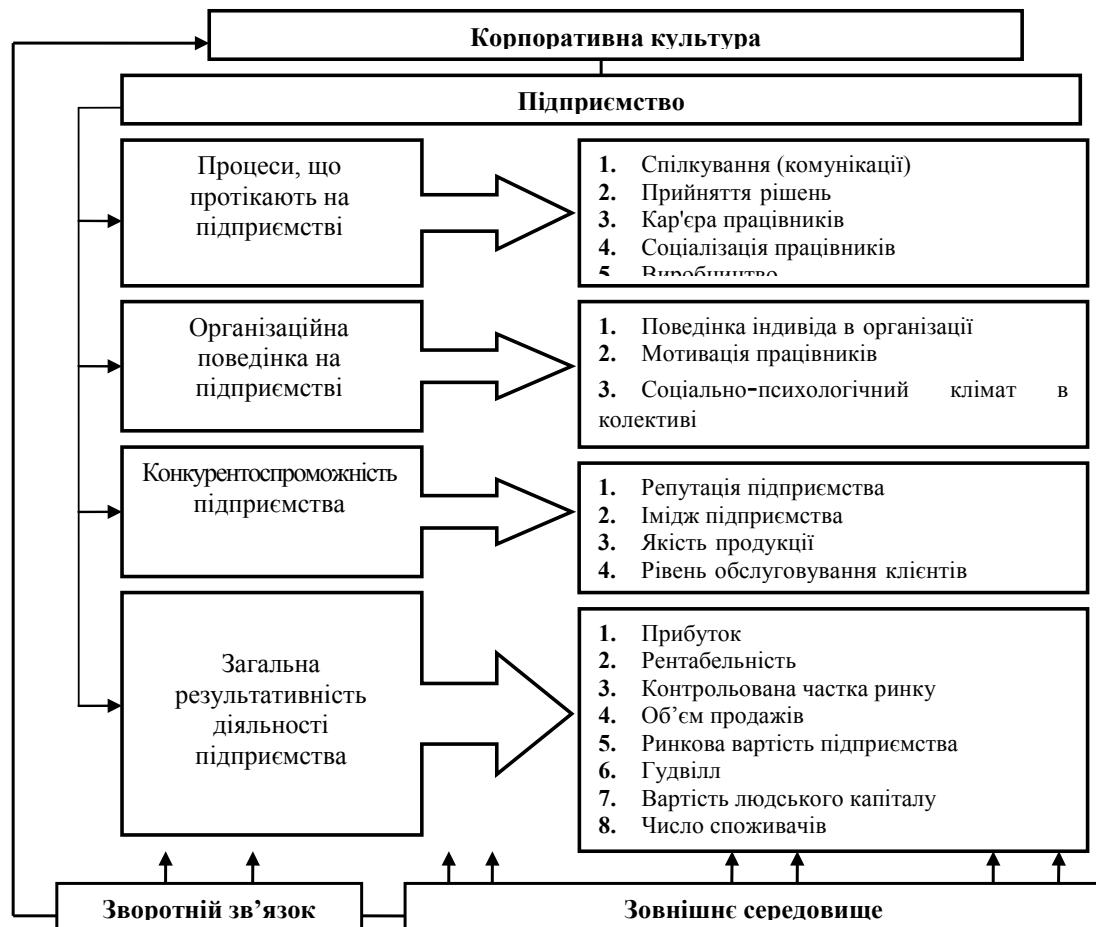 Корпоративна культура
Підприємство
Процеси, що
протікають на
підприємстві
1. Спілкування (комунікації)
2. Прийняття рішень
3. Кар'єра працівників
4. Соціалізація працівників
5. Виробництво
Організаційна
поведінка на
підприємстві
1. Поведінка індивіда в організації
2. Мотивація працівників
3. Соціально-психологічний клімат в
колективі
Конкурентоспроможність
підприємства
1. Репутація підприємства
2. Імідж підприємства
3. Якість продукції
4. Рівень обслуговування клієнтів
Загальна
результативність
діяльності
підприємства
1. Прибуток
2. Рентабельність
3. Контрольована частка ринку
4. Об’єм продажів
5. Ринкова вартість підприємства
6. Гудвілл
7. Вартість людського капіталу
8. Число споживачів
Зворотній зв’язок
Зовнішнє середовище